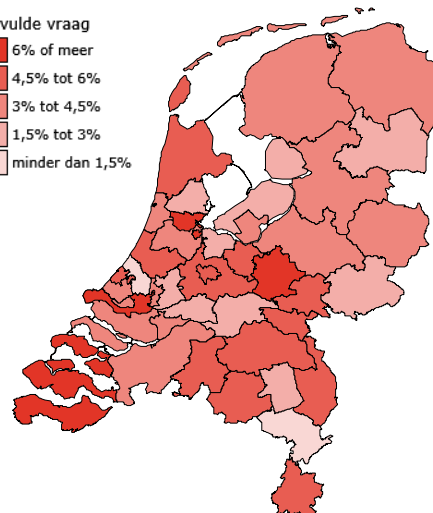 vulde vraag
6% of meer
4,5% tot 6%
3% tot 4,5%
1,5% tot 3%
minder dan 1,5%